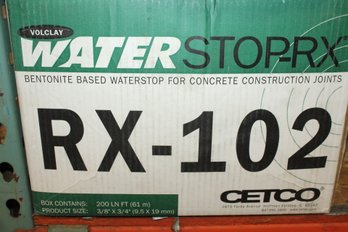 VOLCLAY
WATERSTOP-RX™
BENTONITE BASED WATERSTOP FOR CONCRETE CONSTRUCTION JOINTS
RX-102
BOX CONTAINS: 200 LN FT (61 m)
PRODUCT SIZE: 3/8" X 3/4" (9,5 X 19 mm)
CETCO